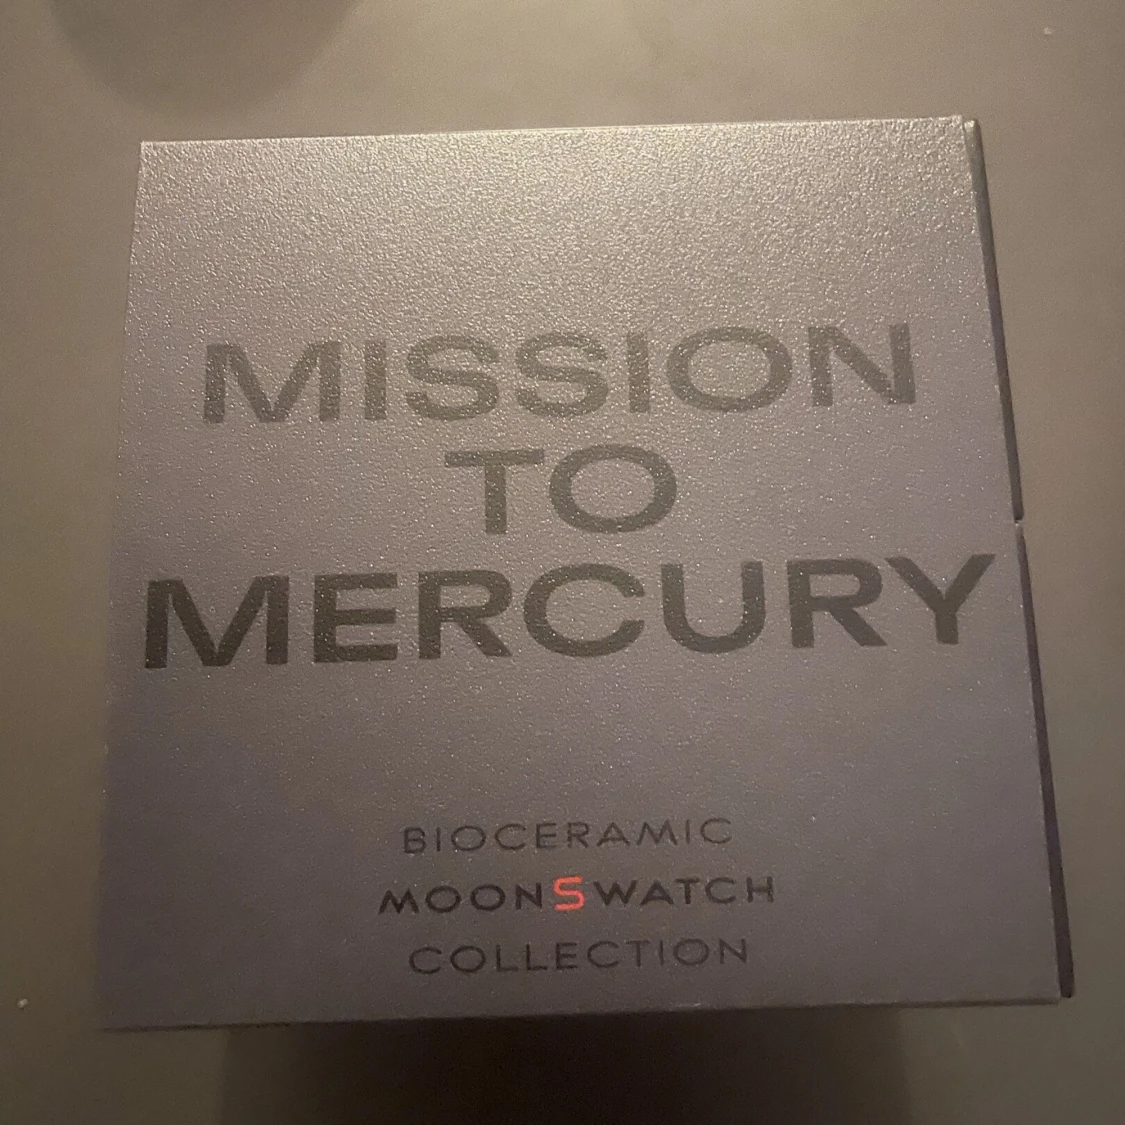 MISSION
TO
MERCURY
BIOCERAMIC
MOONSWATCH
COLLECTION